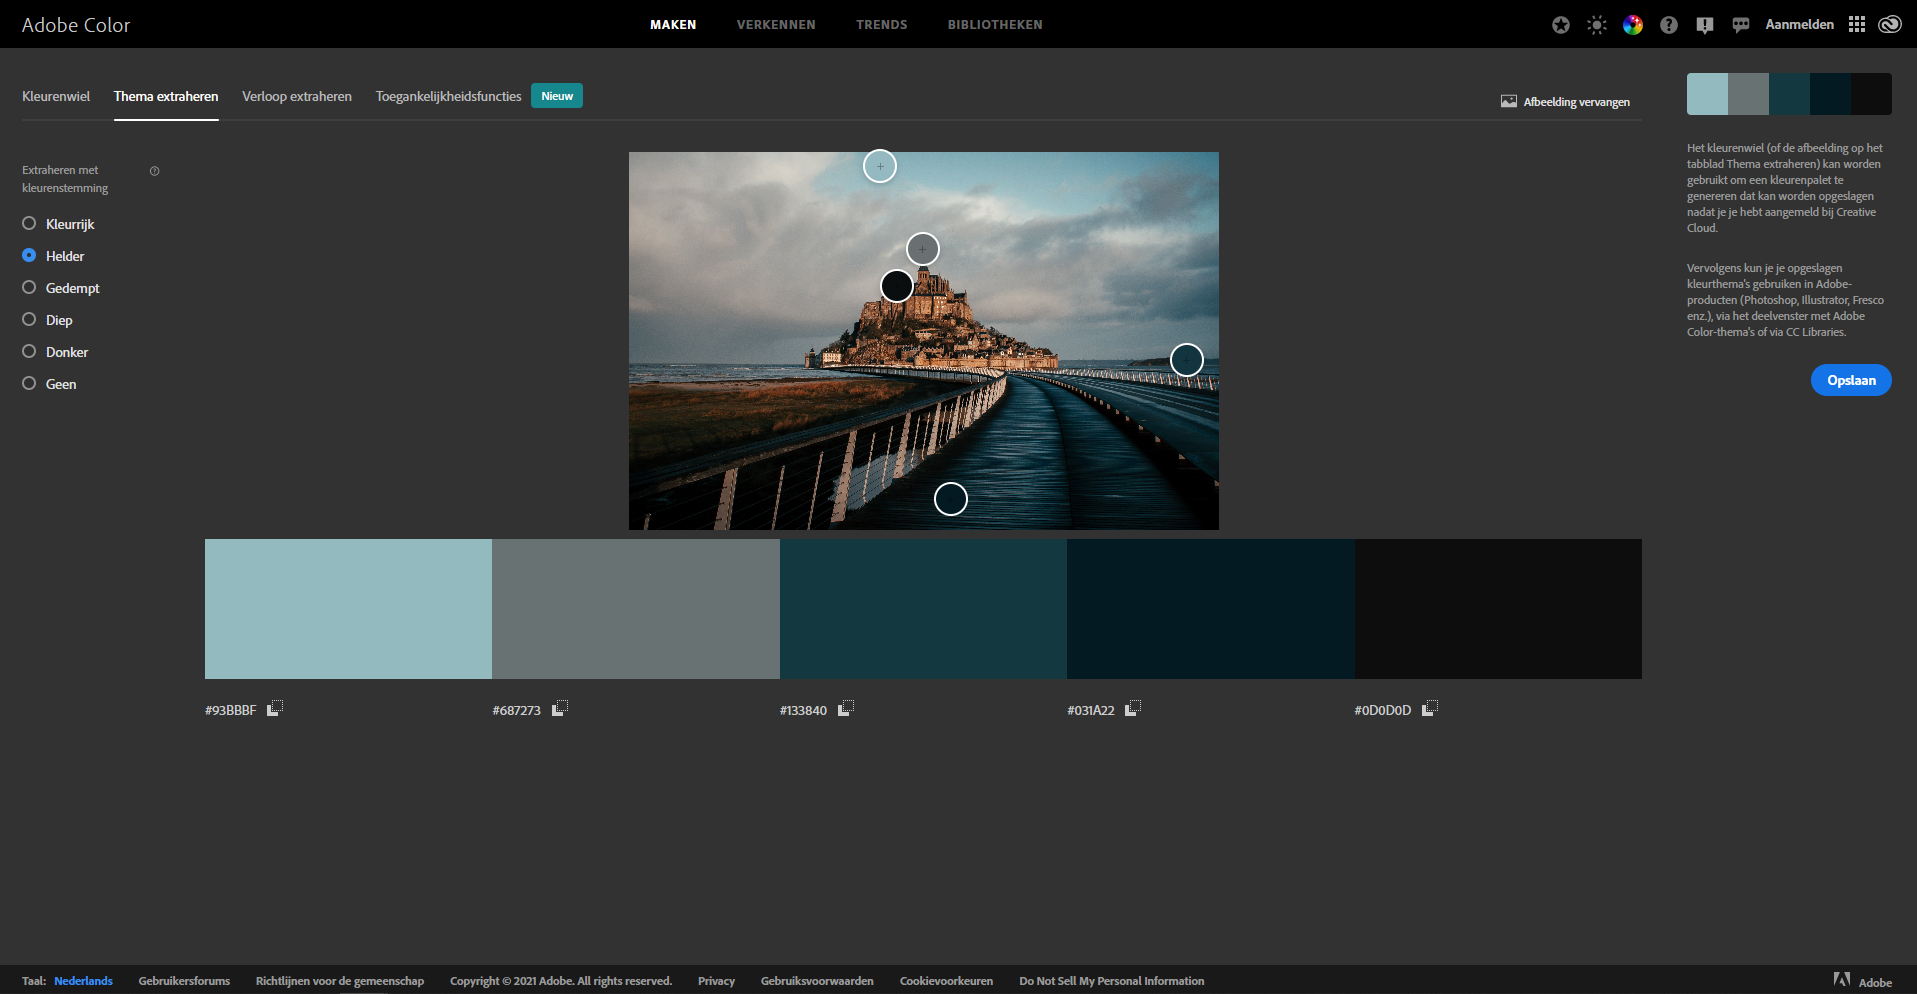 Adobe Color
MAKEN
VERKENNEN
TRENDS
BIBLIOTHEKEN
Aanmelden
Kleurenwiel
Thema extraheren
Verloop extraheren
Toegankelijkheidsfuncties
Nieuw
Afbeelding vervangen
Extraheren met
kleurenstemming
Kleurrijk
Helder
Gedempt
Diep
Donker
Geen
Het kleurenwiel (of de afbeelding op het
tabblad Thema extraheren) kan worden
gebruikt om een kleurenpalet te
genereren dat kan worden opgeslagen
nadat je je hebt aangemeld bij Creative
Cloud.
Vervolgens kun je je opgeslagen
kleurthema's gebruiken in Adobe-
producten (Photoshop, Illustrator, Fresco
enz.), via het deelvenster met Adobe
Color-thema's of via CC Libraries.
Opslaan
#93BBBF
#687273
#133840
#031A22
#0D0D0D
Taal: Nederlands
Gebruikersforums
Richtlijnen voor de gemeenschap
Copyright © 2021 Adobe. All rights reserved.
Privacy
Gebruiksvoorwaarden
Cookievoorkeuren
Do Not Sell My Personal Information
Adobe